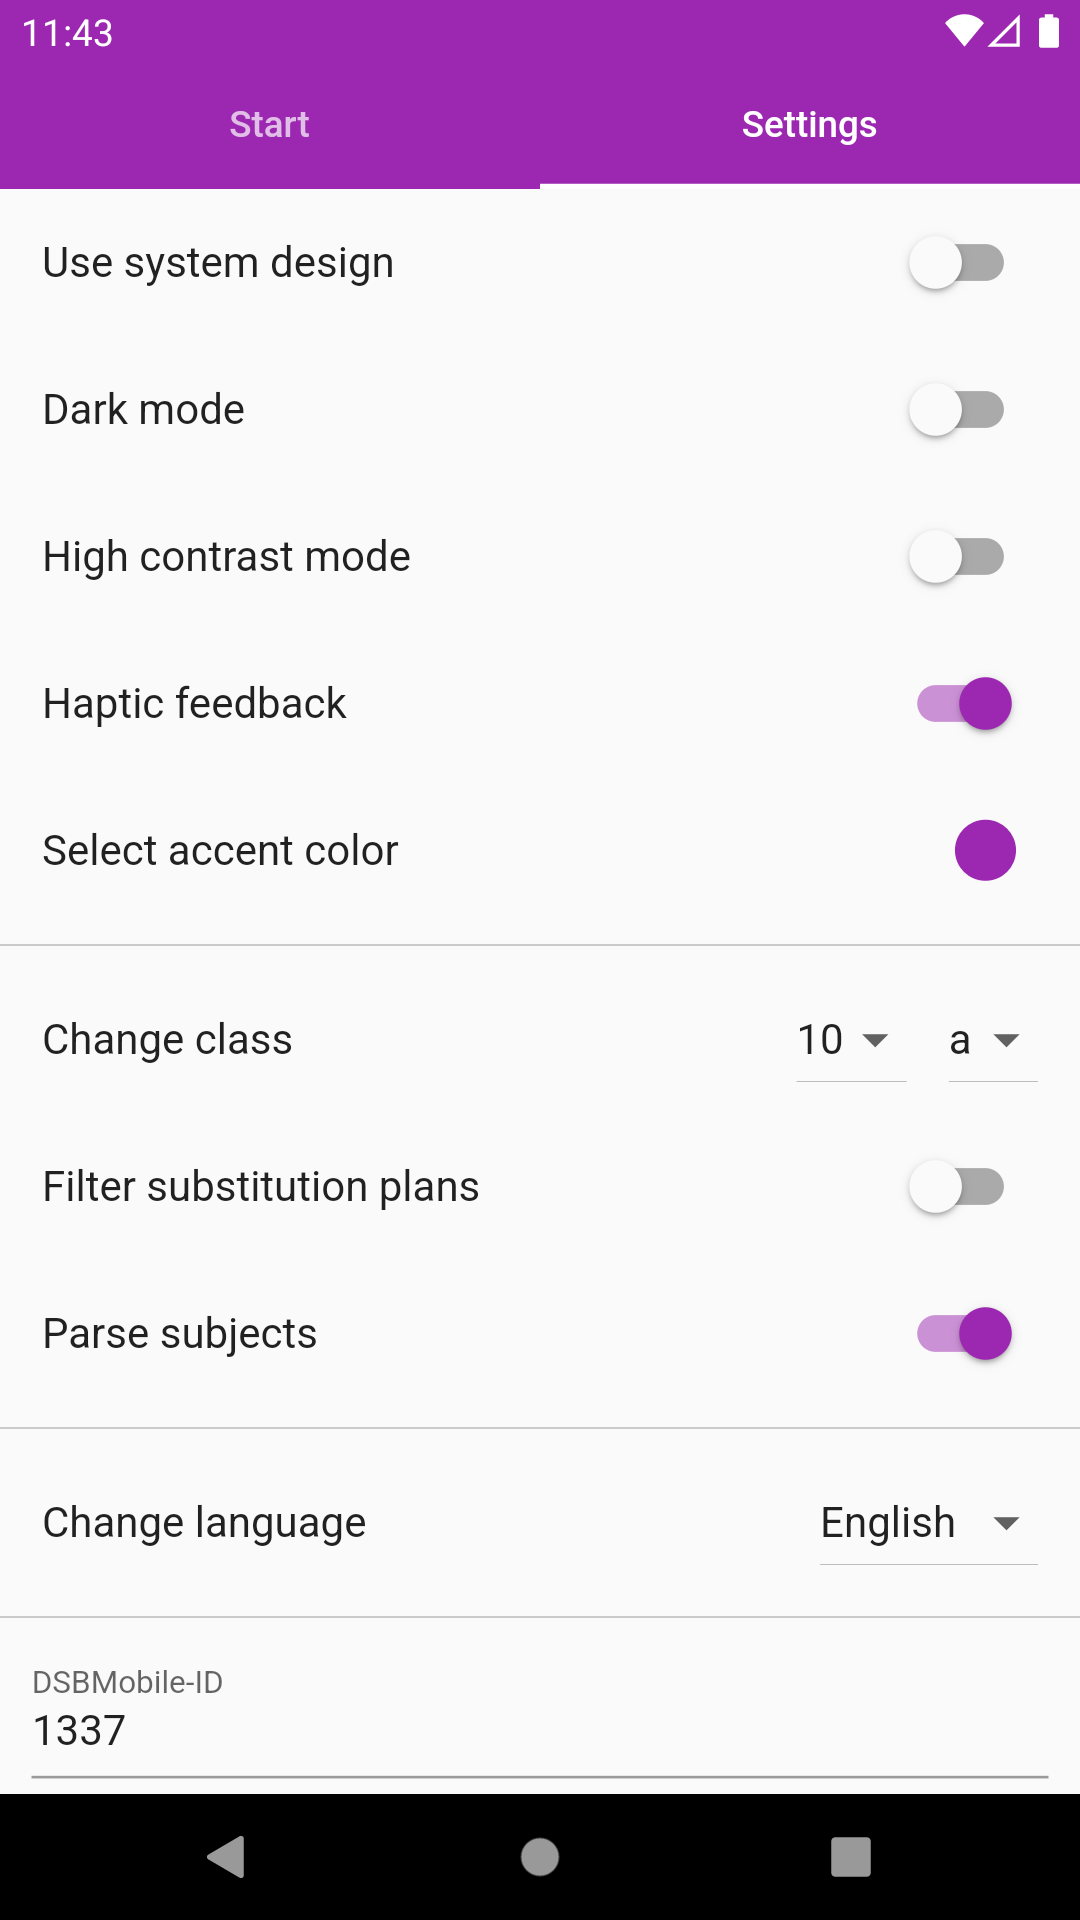 11:43
Start Settings
Use system design
Dark mode
High contrast mode
Haptic feedback
Select accent color
Change class 10 a
Filter substitution plans
Parse subjects
Change language English
DSBMobile-ID
1337